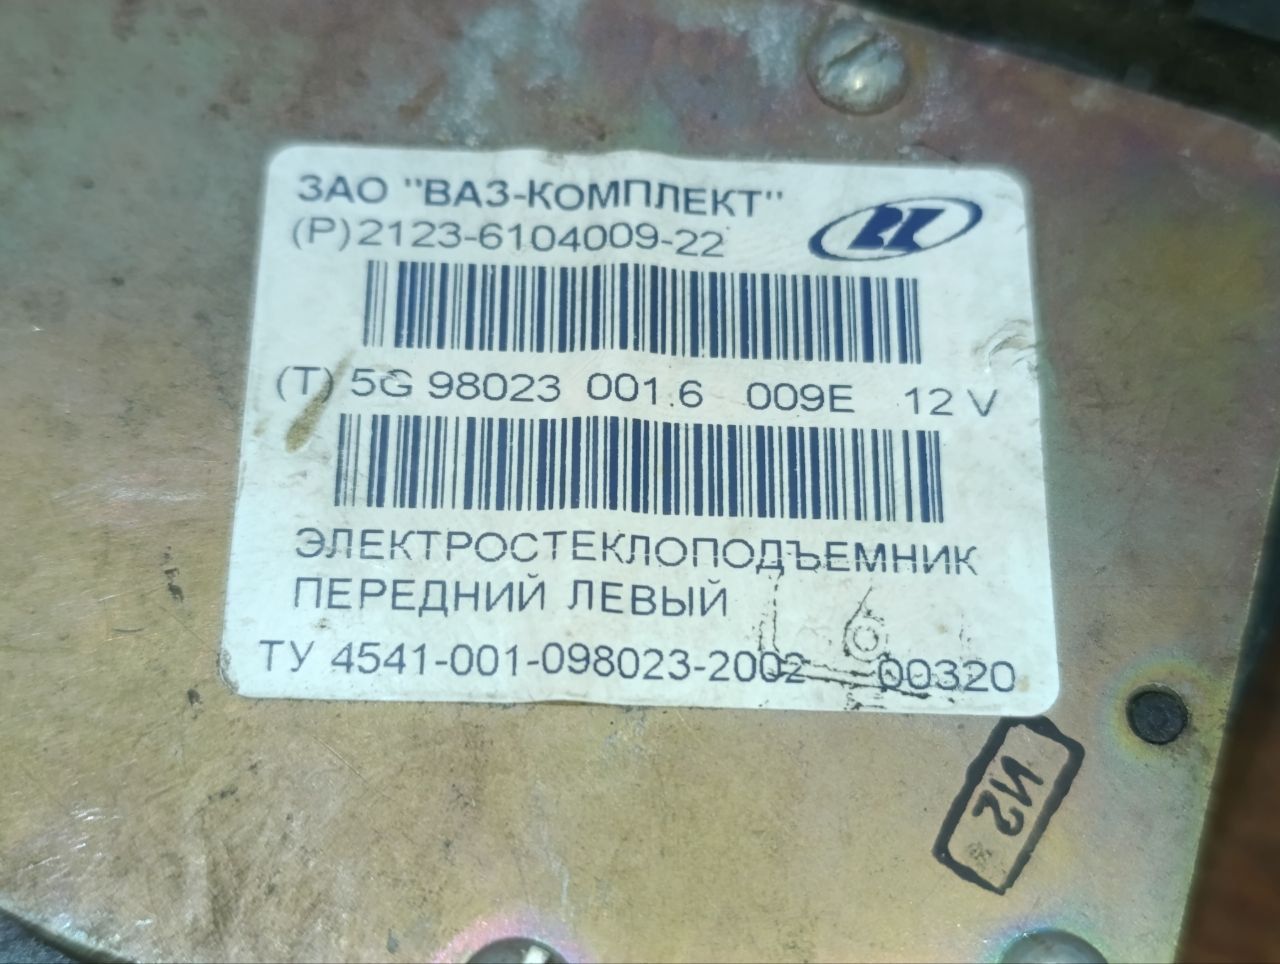 ЗАО "ВАЗ-КОМПЛЕКТ"
(P)2123-6104009-22
(T) 5G 98023 001.6 009E 12 V
ЭЛЕКТРОСТЕКЛОПОДЪЕМНИК
ПЕРЕДНИЙ ЛЕВЫЙ
ТУ 4541-001-098023-2002 00320
И2